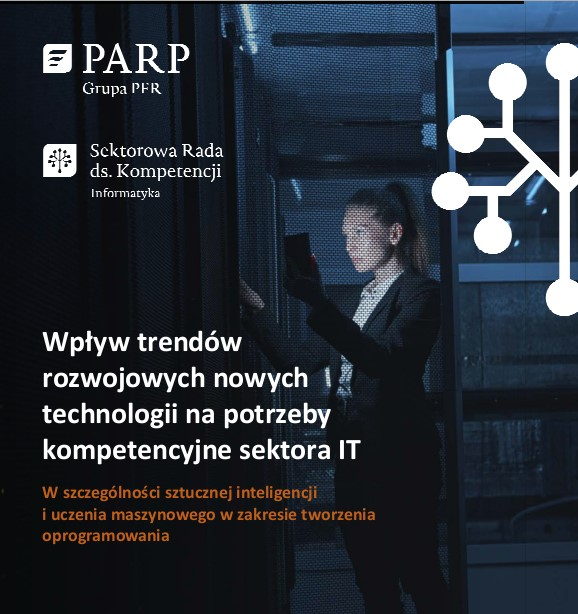 PARP
Grupa PFR
Sektorowa Rada
ds. Kompetencji
Informatyka
Wpływ trendów
rozwojowych nowych
technologii na potrzeby
kompetencyjne sektora IT
W szczególności sztucznej inteligencji
i uczenia maszynowego w zakresie tworzenia
oprogramowania